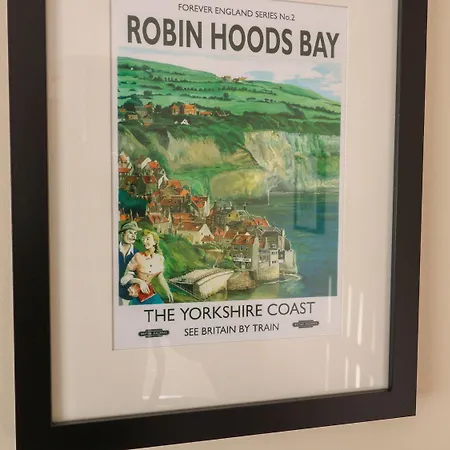 FOREVER ENGLAND SERIES No.2
ROBIN HOODS BAY
THE YORKSHIRE COAST
SEE BRITAIN BY TRAIN